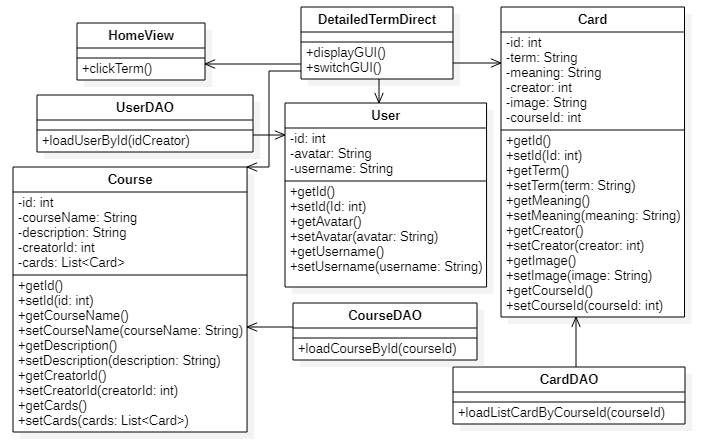 HomeView
+clickTerm()
DetailedTermDirect
+displayGUI()
+switchGUI()
Card
-id: int
-term: String
-meaning: String
-creator: int
-image: String
-courseId: int
+getId()
+setId(Id: int)
+getTerm()
+setTerm(term: String)
+getMeaning()
+setMeaning(meaning: String)
+getCreator()
+setCreator(creator: int)
+getImage()
+setImage(image: String)
+getCourseId()
+setCourseId(courseId: int)
UserDAO
+loadUserById(idCreator)
User
-id: int
-avatar: String
-username: String
+getId()
+setId(Id: int)
+getAvatar()
+setAvatar(avatar: String)
+getUsername()
+setUsername(username: String)
Course
-id: int
-courseName: String
-description: String
-creatorId: int
-cards: List<Card>
+getId()
+setId(id: int)
+getCourseName()
+setCourseName(courseName: String)
+getDescription()
+setDescription(description: String)
+getCreatorId()
+setCreatorId(creatorId: int)
+getCards()
+setCards(cards: List<Card>)
CourseDAO
+loadCourseById(courseId)
CardDAO
+loadListCardByCourseId(courseId)